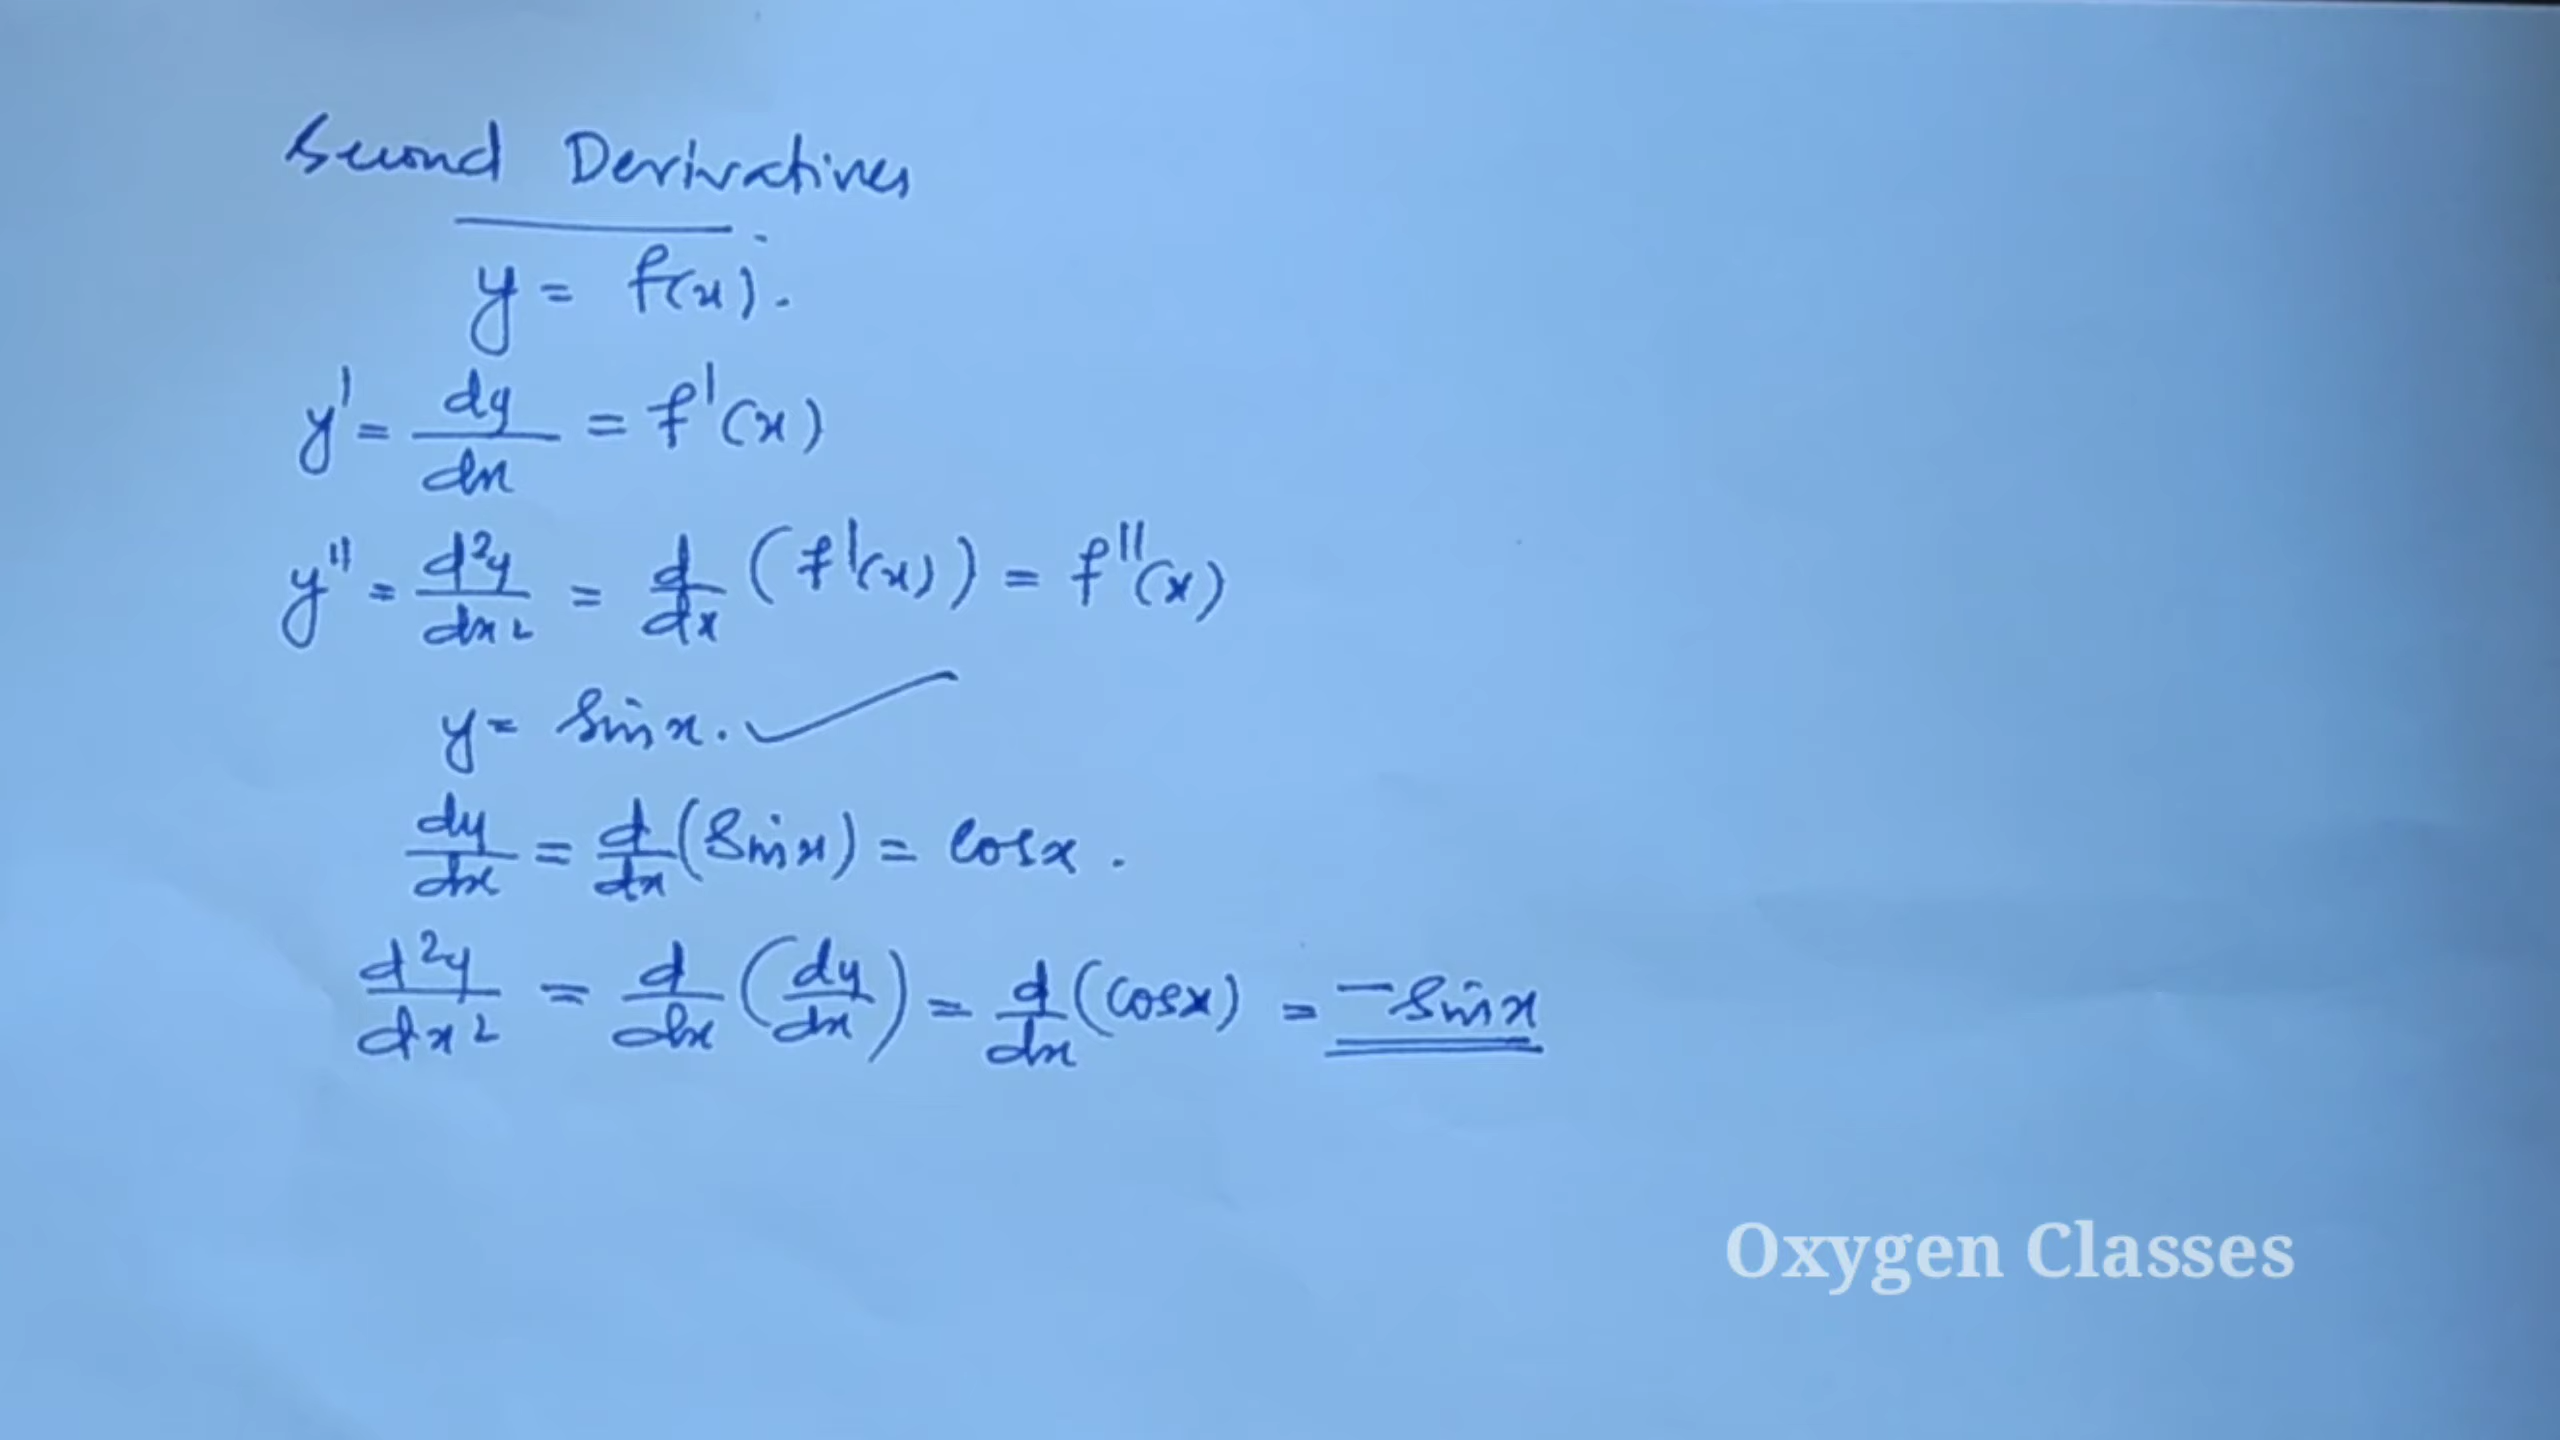 Second Derivatives
y = f(x).
y' = dy/dx = f'(x)
y'' = d²y/dx² = d/dx (f'(x)) = f''(x)
y = Sin x. ✓
dy/dx = d/dx (Sin x) = cos x .
d²y/dx² = d/dx (dy/dx) = d/dx (cos x) = - Sin x
Oxygen Classes